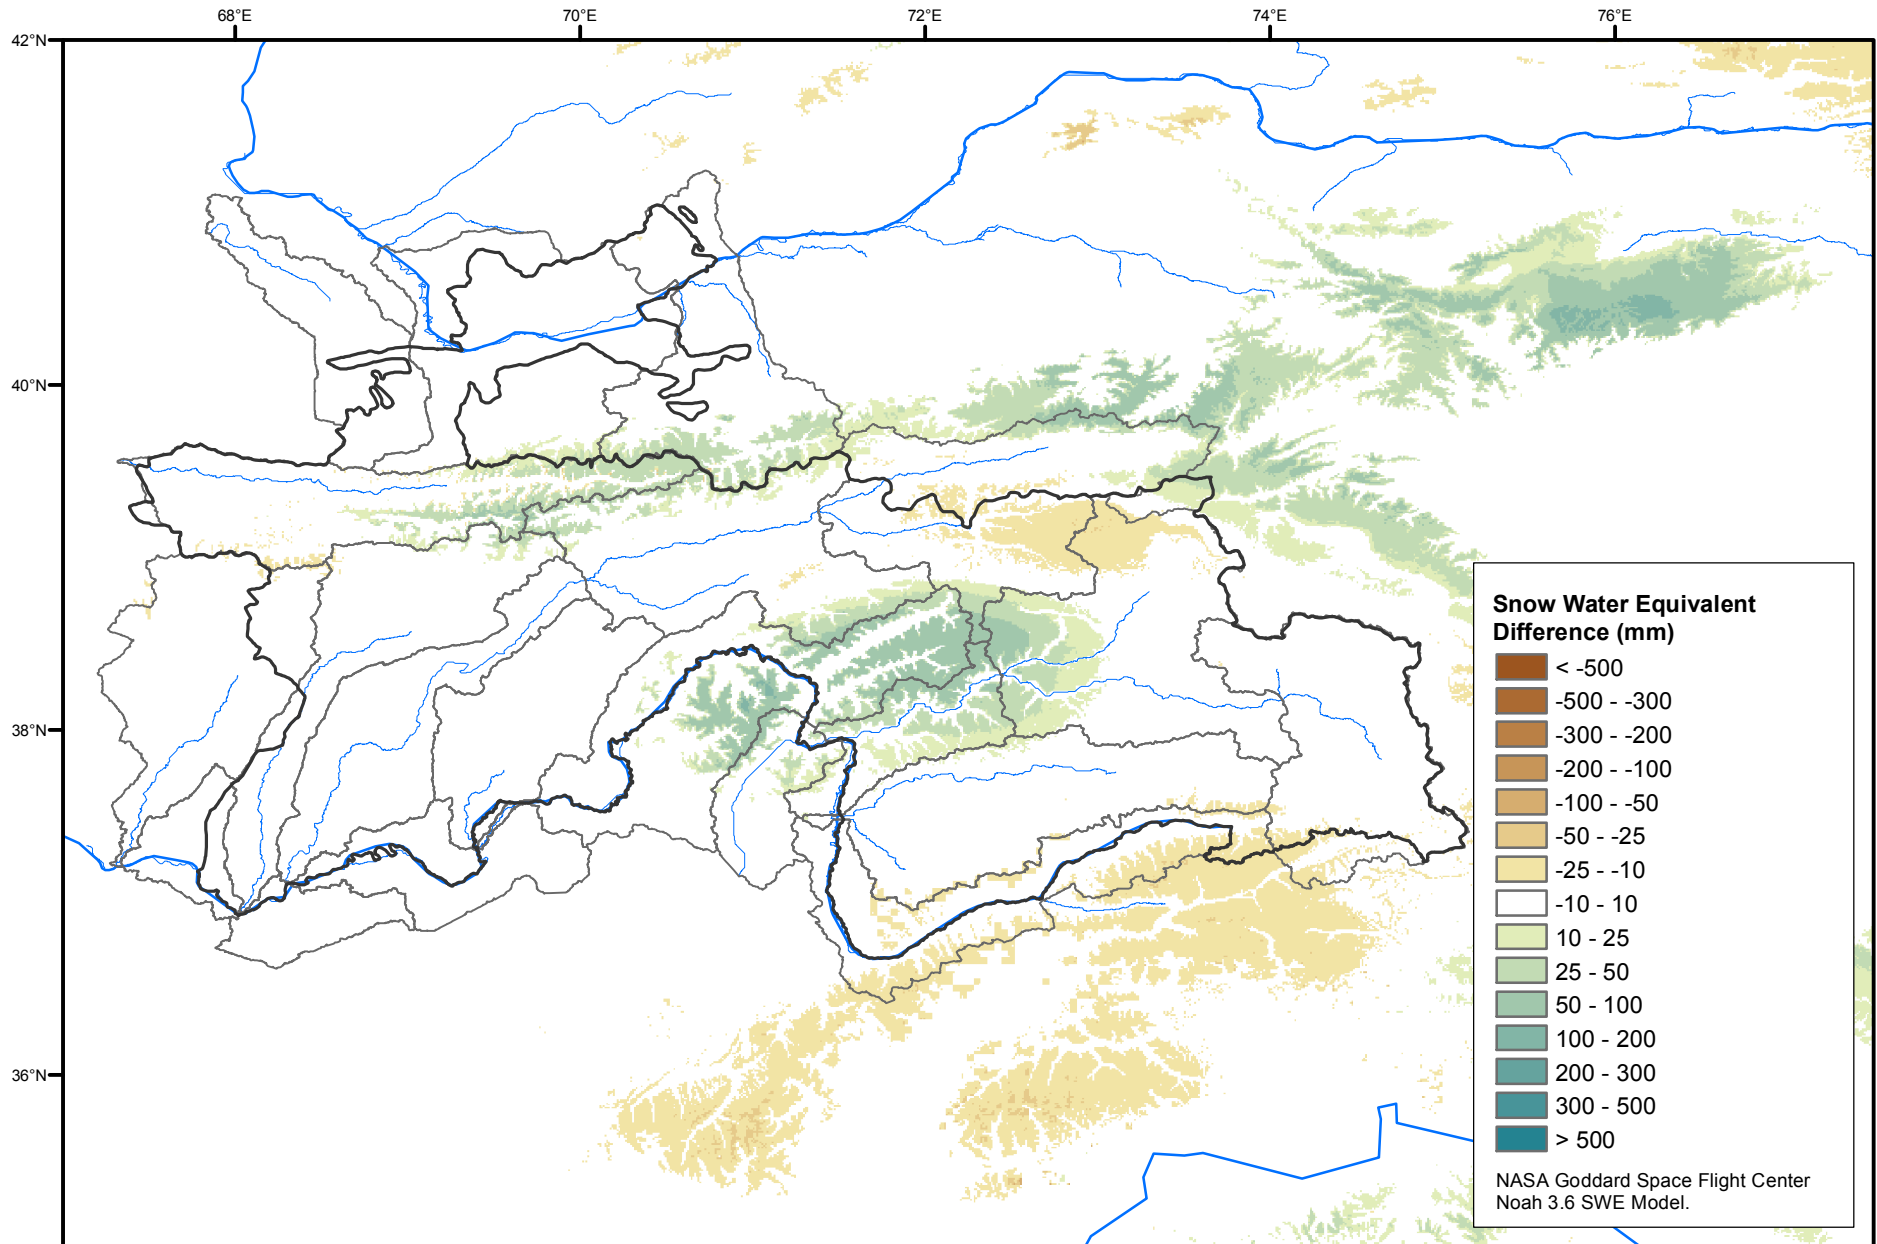 68°E
70°E
72°E
74°E
76°E
42°N
40°N
38°N
36°N
Snow Water Equivalent
Difference (mm)
< -500
-500 - -300
-300 - -200
-200 - -100
-100 - -50
-50 - -25
-25 - -10
-10 - 10
10 - 25
25 - 50
50 - 100
100 - 200
200 - 300
300 - 500
> 500
NASA Goddard Space Flight Center
Noah 3.6 SWE Model.